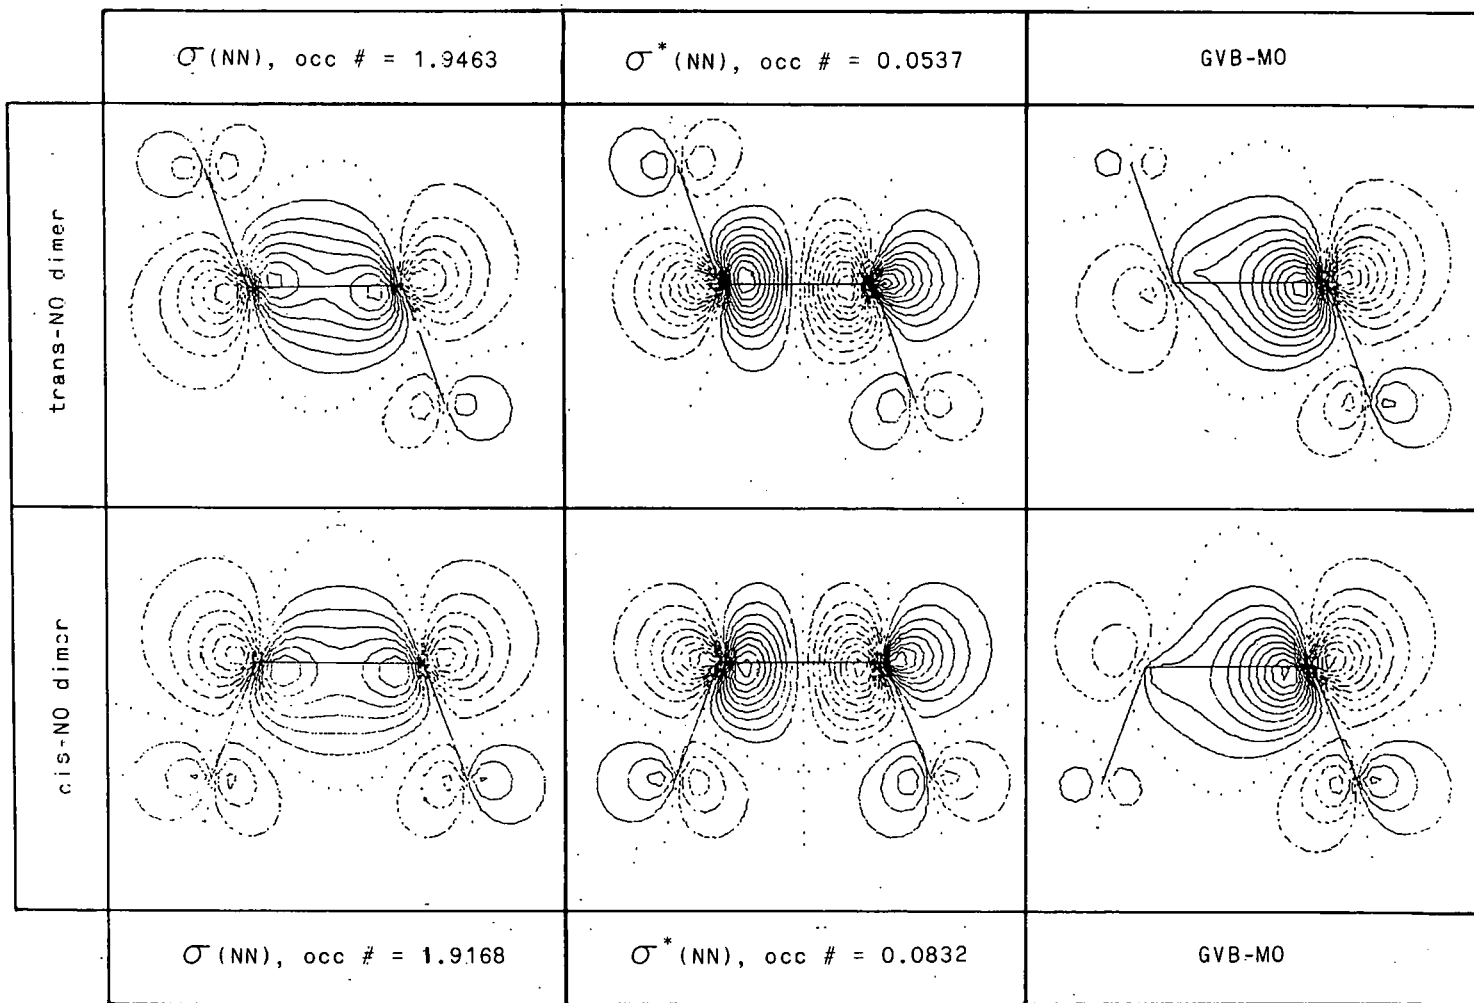 σ(NN), occ # = 1.9463
σ*(NN), occ # = 0.0537
GVB-MO
trans-NO dimer
cis-NO dimer
σ(NN), occ # = 1.9168
σ*(NN), occ # = 0.0832
GVB-MO